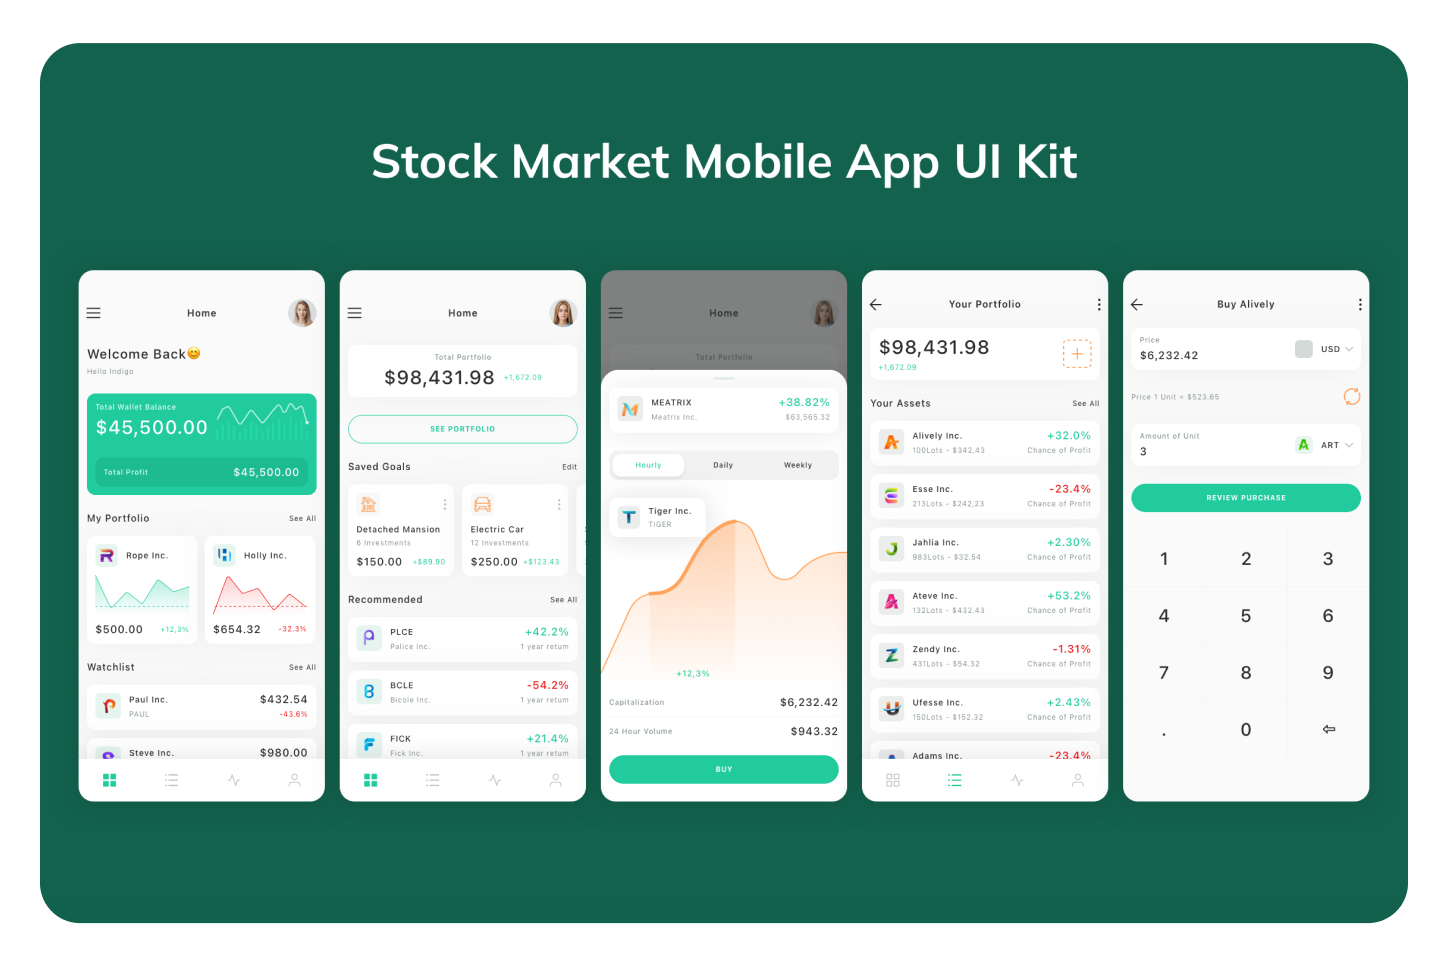 Stock Market Mobile App UI Kit
Home
Welcome Back😊
Hello Indigo
Total Wallet Balance
$45,500.00
Total Profit $45,500.00
My Portfolio See All
Rope Inc.
$500.00 +12,3%
Holly Inc.
$654.32 -32.3%
Watchlist See All
Paul Inc. $432.54
PAUL -43.6%
Steve Inc. $980.00
Home
Total Portfolio
$98,431.98 +1,672.09
SEE PORTFOLIO
Saved Goals Edit
Detached Mansion
6 Investments
$150.00 +$89.90
Electric Car
12 Investments
$250.00 +$123.43
Recommended See All
PLCE +42.2%
Palice Inc. 1 year return
BCLE -54.2%
Bicole Inc. 1 year return
FICK +21.4%
Fick Inc. 1 year return
Home
Total Portfolio
MEATRIX +38.82%
Meatrix Inc. $63,565.32
Hourly Daily Weekly
Tiger Inc.
TIGER
+12,3%
Capitalization $6,232.42
24 Hour Volume $943.32
BUY
Your Portfolio
$98,431.98
+1,672.09
Your Assets See All
Alively Inc. +32.0%
100Lots - $342,43 Chance of Profit
Esse Inc. -23.4%
213Lots - $242,23 Chance of Profit
Jahlia Inc. +2.30%
983Lots - $32.54 Chance of Profit
Ateve Inc. +53.2%
132Lots - $432.43 Chance of Profit
Zendy Inc. -1.31%
431Lots - $54.32 Chance of Profit
Ufesse Inc. +2.43%
150Lots - $152.32 Chance of Profit
Adams Inc. -23.4%
Buy Alively
Price
$6,232.42 USD
Price 1 Unit = $523.65
Amount of Unit
3 ART
REVIEW PURCHASE
1 2 3
4 5 6
7 8 9
. 0